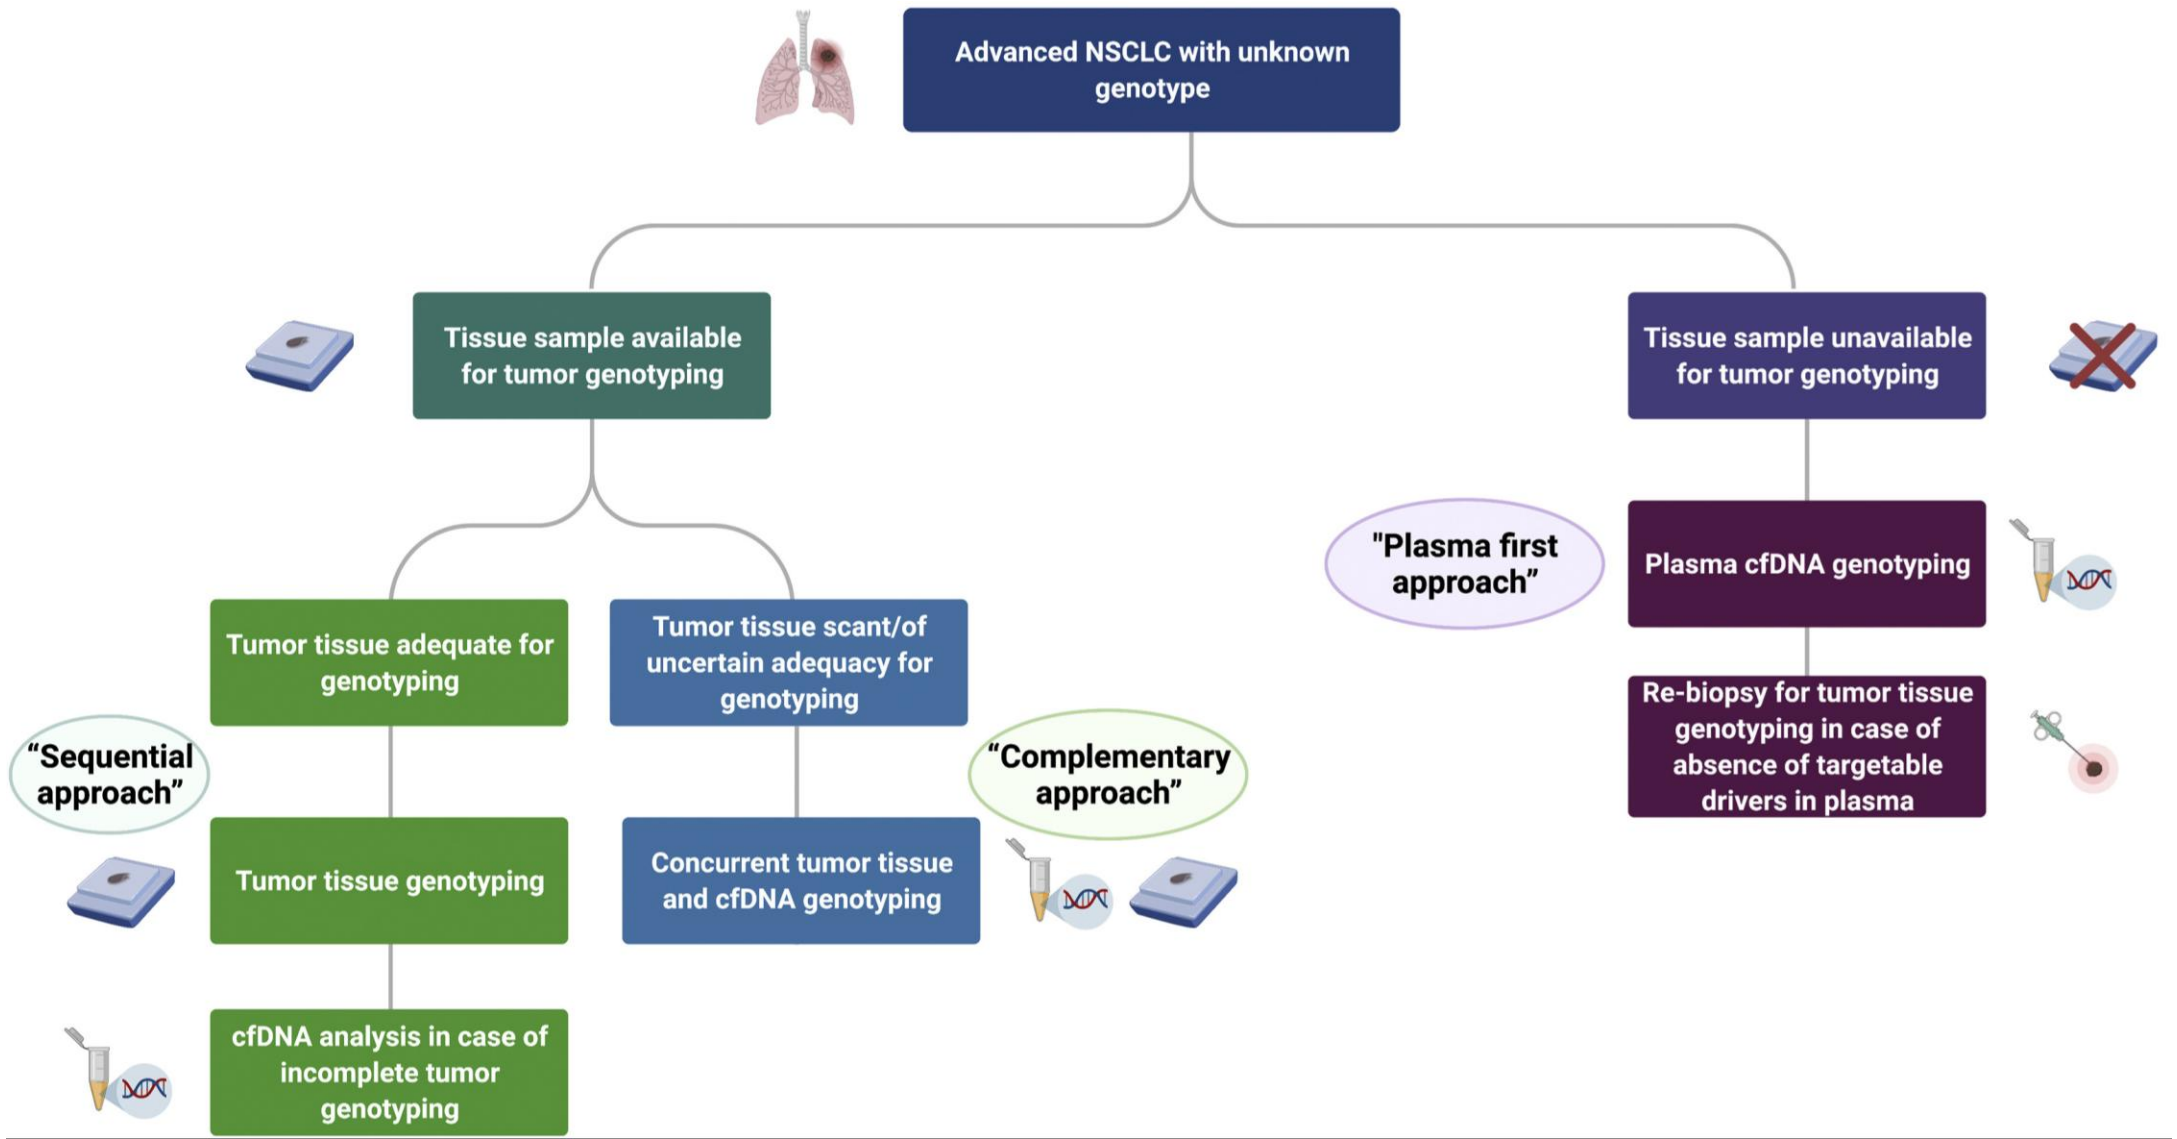 Advanced NSCLC with unknown
genotype
Tissue sample available
for tumor genotyping
Tissue sample unavailable
for tumor genotyping
"Plasma first
approach”
Plasma cfDNA genotyping
Tumor tissue adequate for
genotyping
Tumor tissue scant/of
uncertain adequacy for
genotyping
Re-biopsy for tumor tissue
genotyping in case of
absence of targetable
drivers in plasma
“Sequential
approach”
“Complementary
approach”
Tumor tissue genotyping
Concurrent tumor tissue
and cfDNA genotyping
cfDNA analysis in case of
incomplete tumor
genotyping